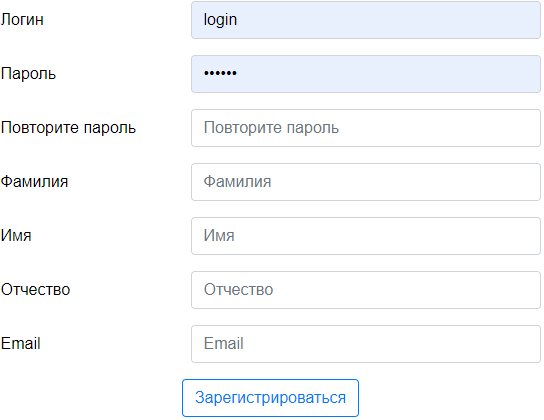 Логин login
Пароль ••••••
Повторите пароль Повторите пароль
Фамилия Фамилия
Имя Имя
Отчество Отчество
Email Email
Зарегистрироваться